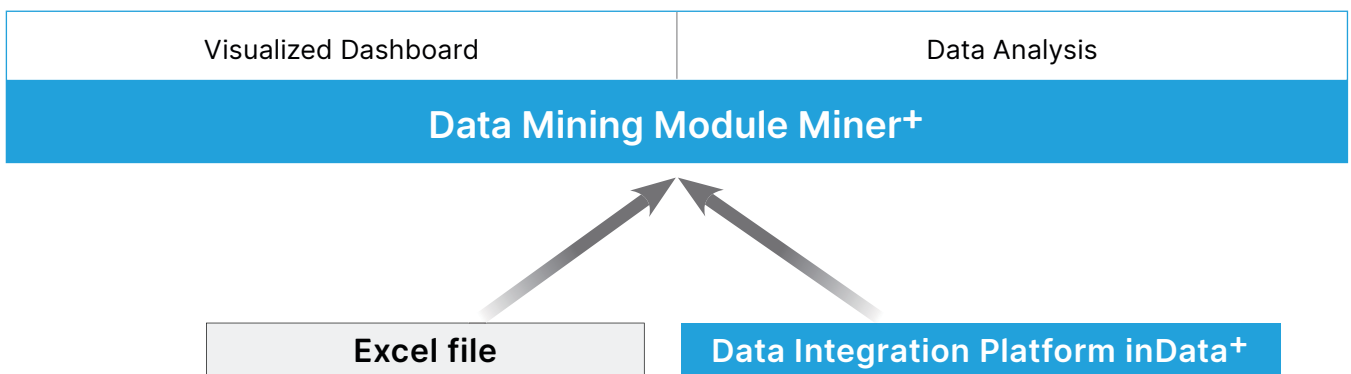 Visualized Dashboard
Data Analysis
Data Mining Module Miner+
Excel file
Data Integration Platform inData+